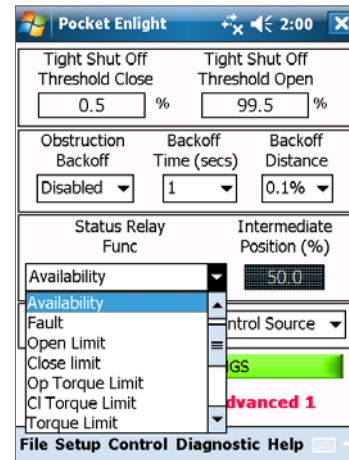 Pocket Enlight 2:00
Tight Shut Off Tight Shut Off
Threshold Close Threshold Open
0.5 % 99.5 %
Obstruction Backoff Backoff
Backoff Time (secs) Distance
Disabled 1 0.1%
Status Relay Intermediate
Func Position (%)
Availability 50.0
Availability
Fault
Open Limit ntrol Source
Close limit
Op Torque Limit GS
Cl Torque Limit dvanced 1
Torque Limit
File Setup Control Diagnostic Help